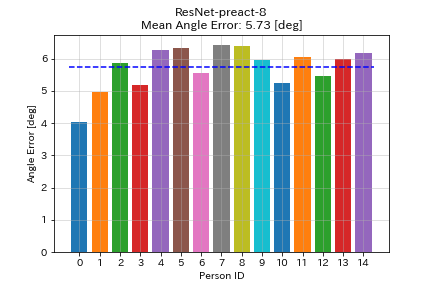 ResNet-preact-8
Mean Angle Error: 5.73 [deg]
Angle Error [deg]
6
5
4
3
2
1
0
0 1 2 3 4 5 6 7 8 9 10 11 12 13 14
Person ID